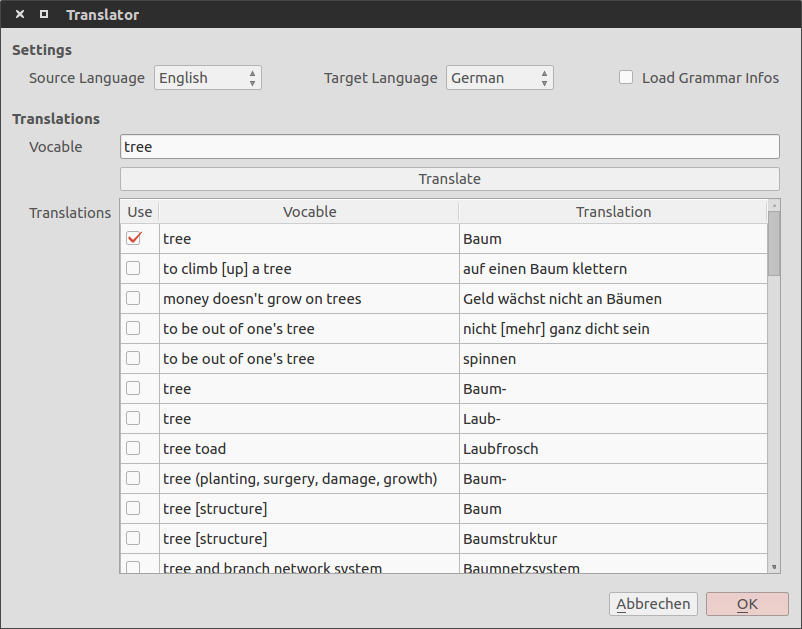 Translator
Settings
Source Language English Target Language German Load Grammar Infos
Translations
Vocable tree
Translate
Translations Use Vocable Translation
tree Baum
to climb [up] a tree auf einen Baum klettern
money doesn't grow on trees Geld wächst nicht an Bäumen
to be out of one's tree nicht [mehr] ganz dicht sein
to be out of one's tree spinnen
tree Baum-
tree Laub-
tree toad Laubfrosch
tree (planting, surgery, damage, growth) Baum-
tree [structure] Baum
tree [structure] Baumstruktur
tree and branch network system Baumnetzsystem
Abbrechen OK